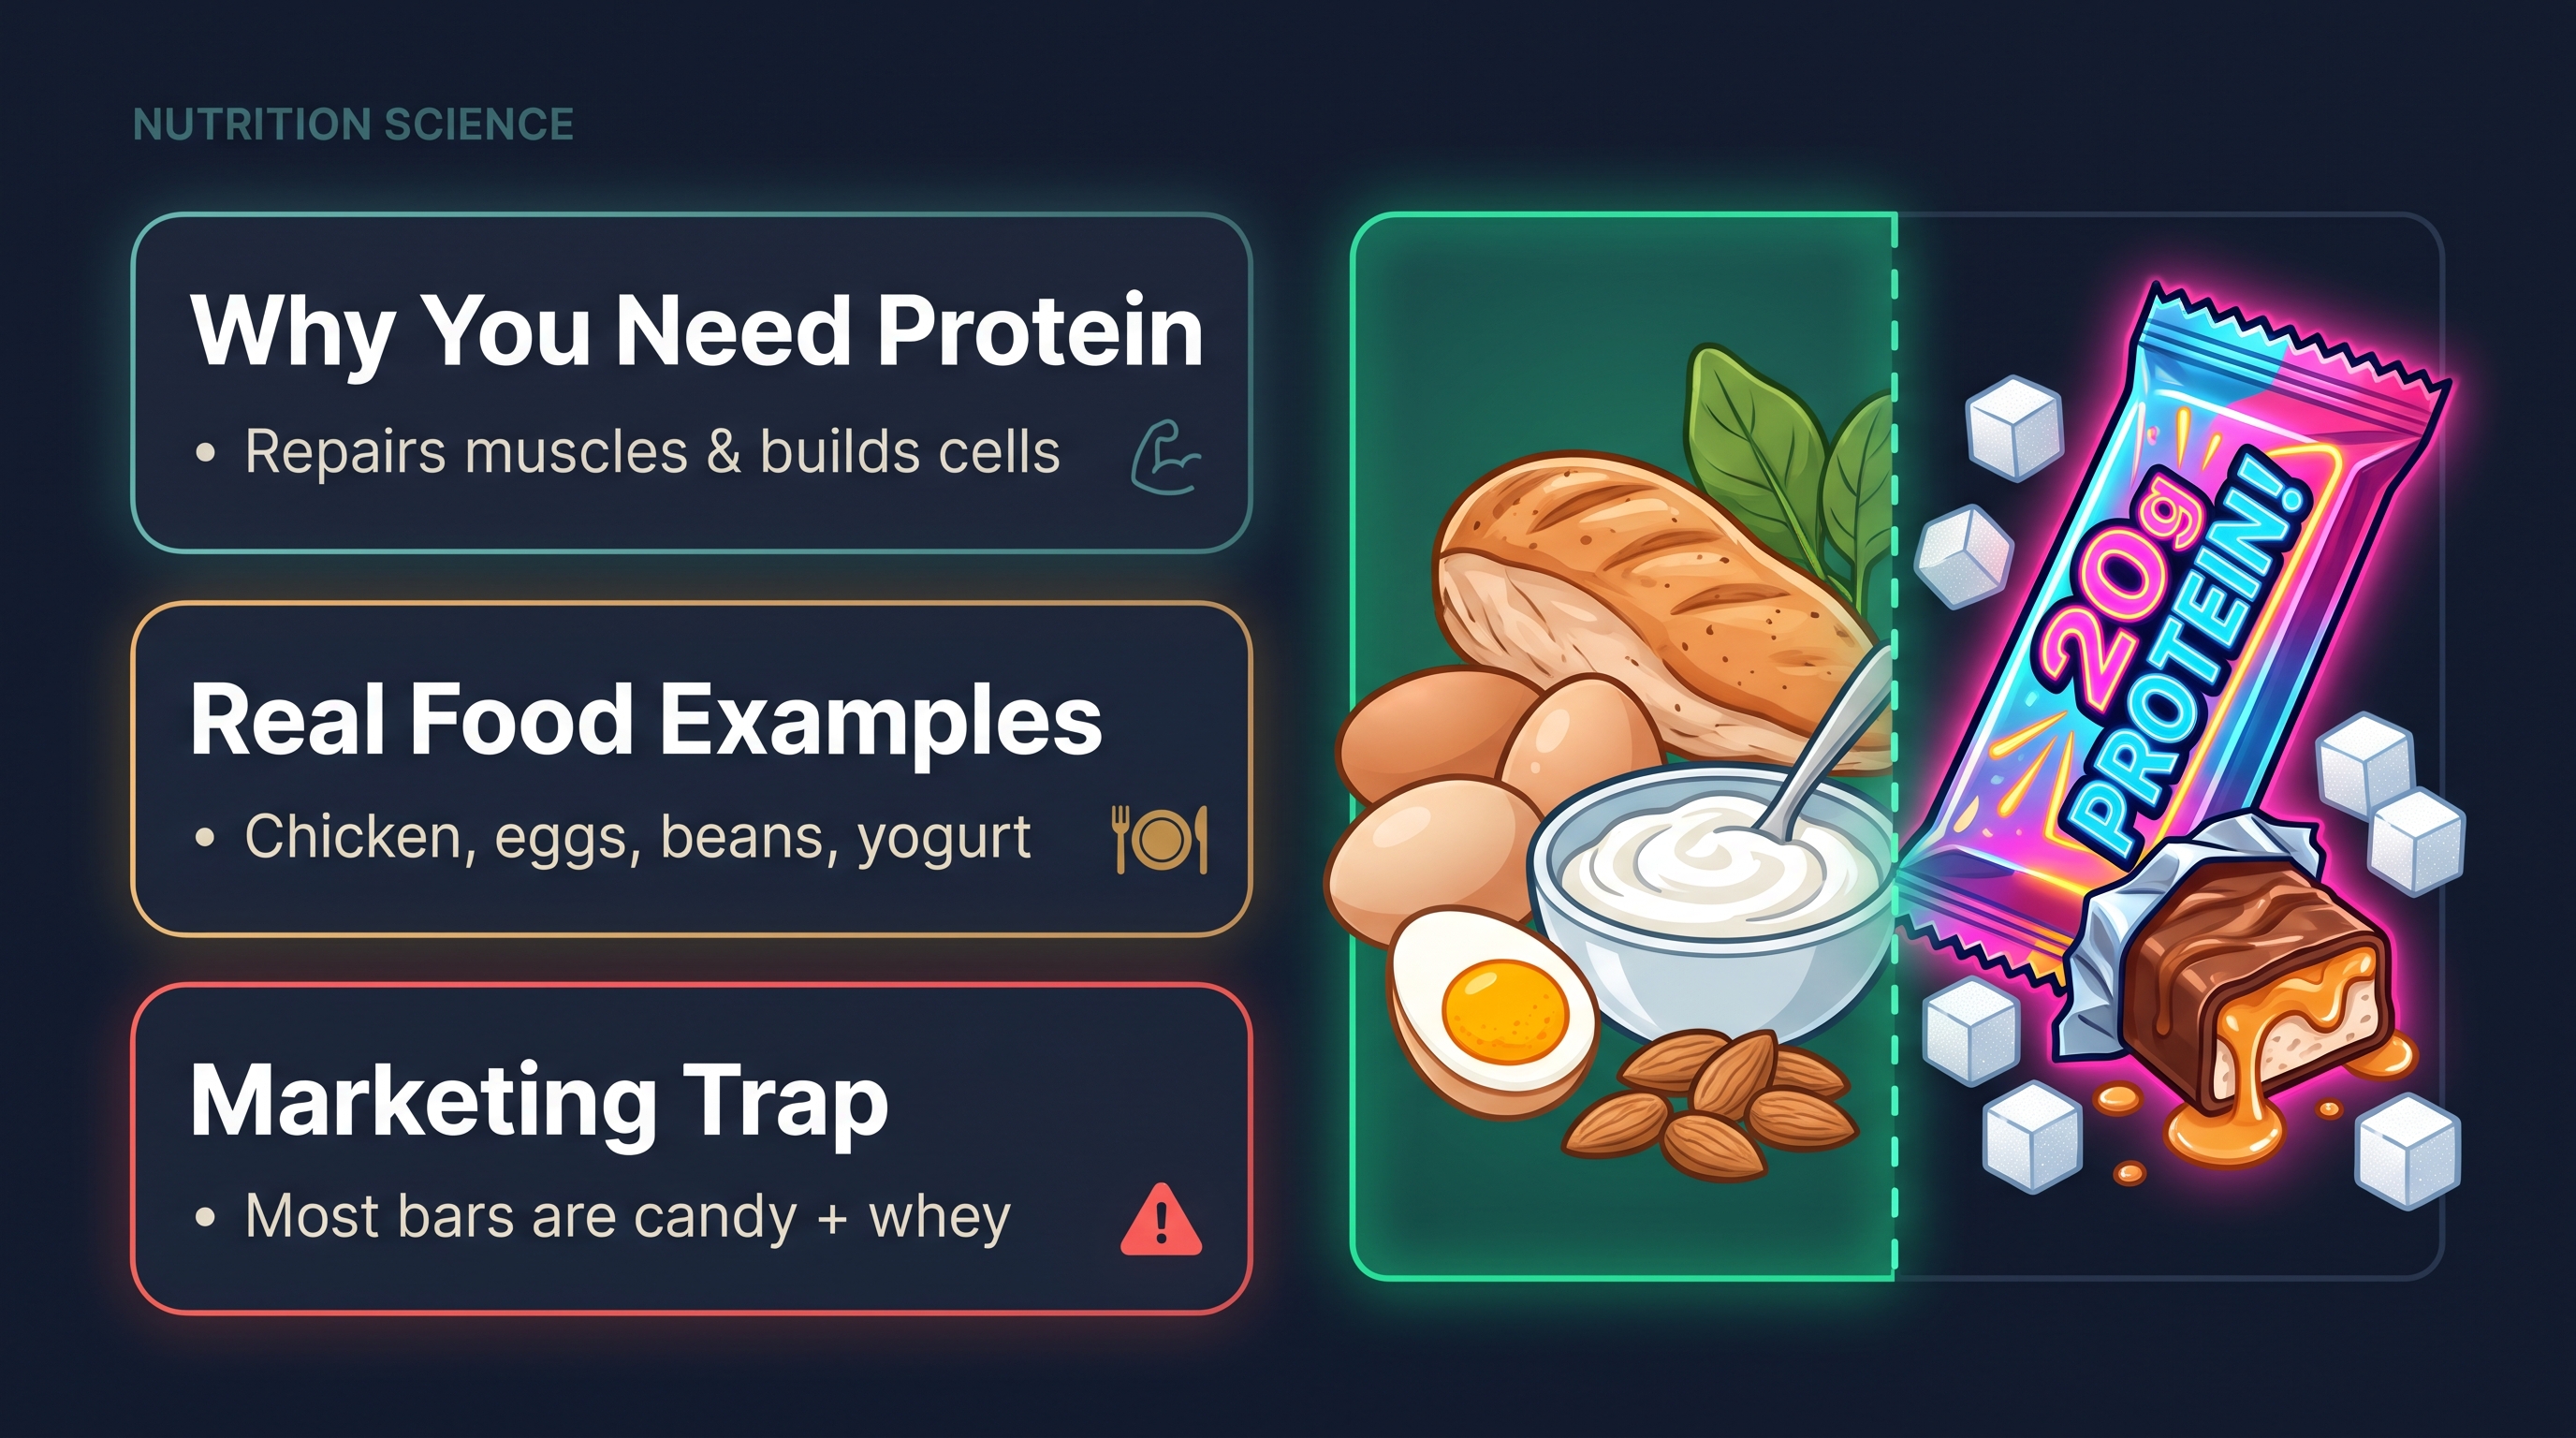 NUTRITION SCIENCE
Why You Need Protein
• Repairs muscles & builds cells
Real Food Examples
• Chicken, eggs, beans, yogurt
Marketing Trap
• Most bars are candy + whey
20g
PROTEIN!